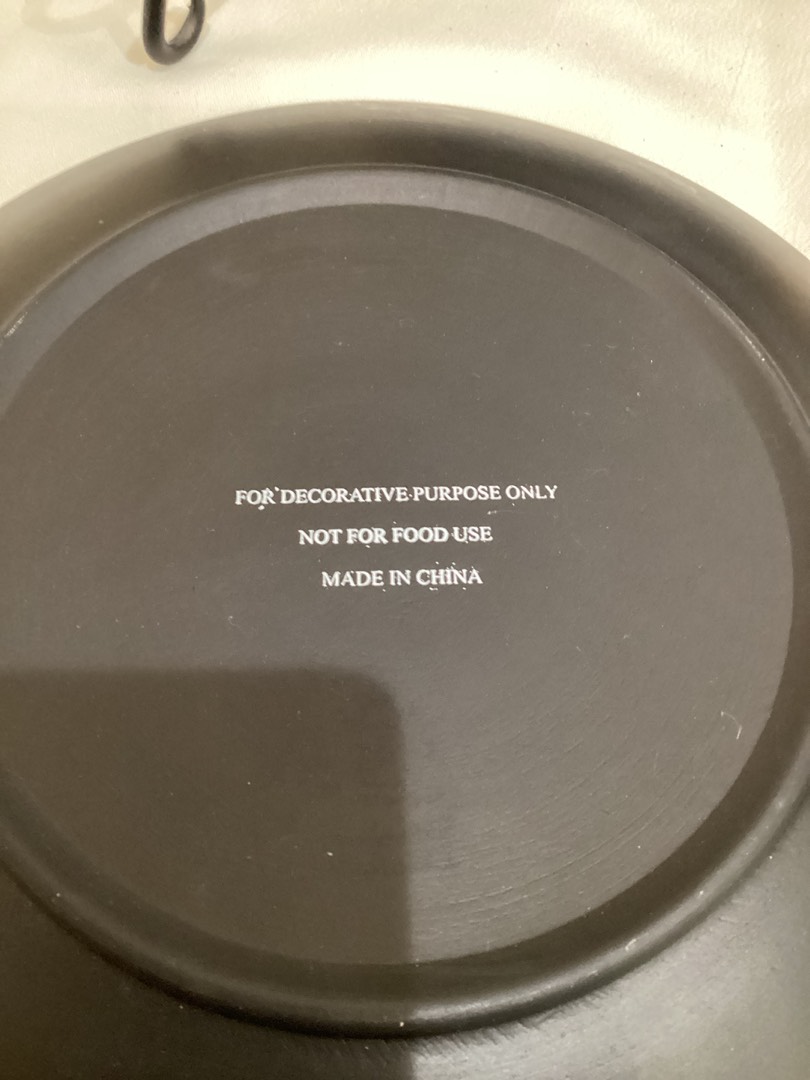 FOR DECORATIVE PURPOSE ONLY
NOT FOR FOOD USE
MADE IN CHINA